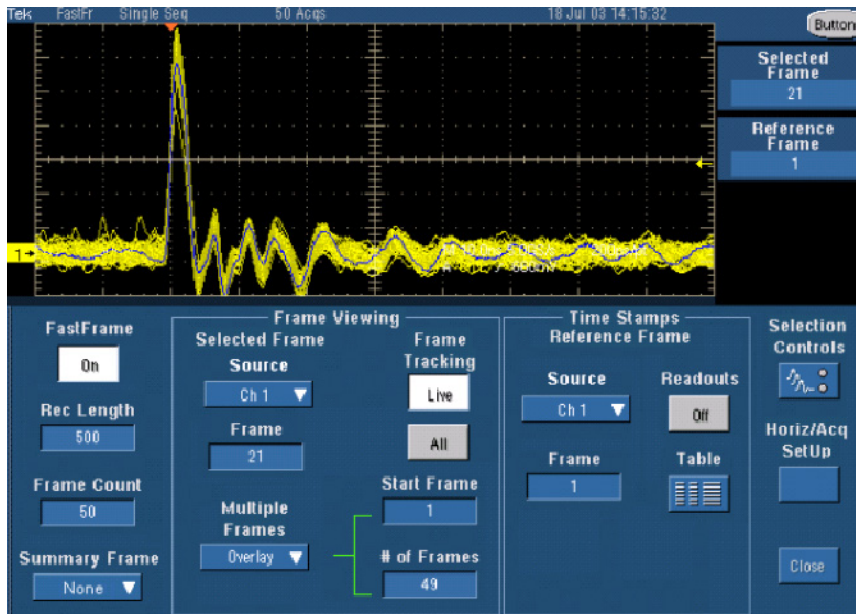 Tek FastFr Single Seq 50 Acqs 18 Jul 03 14:15:32
Button
Selected
Frame
21
Reference
Frame
1
1
FastFrame
On
Rec Length
500
Frame Count
50
Summary Frame
None
Frame Viewing
Selected Frame
Source
Ch 1
Frame
21
Multiple
Frames
Overlay
Frame
Tracking
Live
All
Start Frame
1
# of Frames
49
Time Stamps
Reference Frame
Source
Ch 1
Frame
1
Readouts
Off
Table
Selection
Controls
Horiz/Acq
SetUp
Close